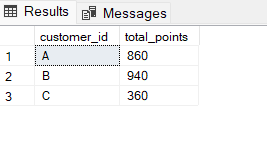 Results Messages
customer_id total_points
1 A 860
2 B 940
3 C 360